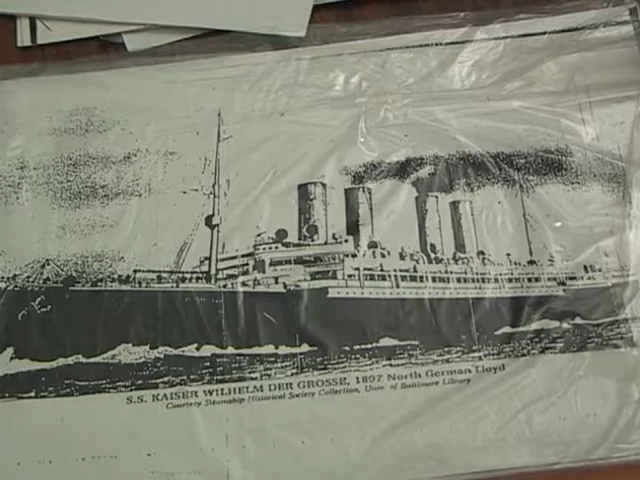 S.S. KAISER WILHELM DER GROSSE, 1897 North German Lloyd
Courtesy Steamship Historical Society Collection, Univ. of Baltimore Library